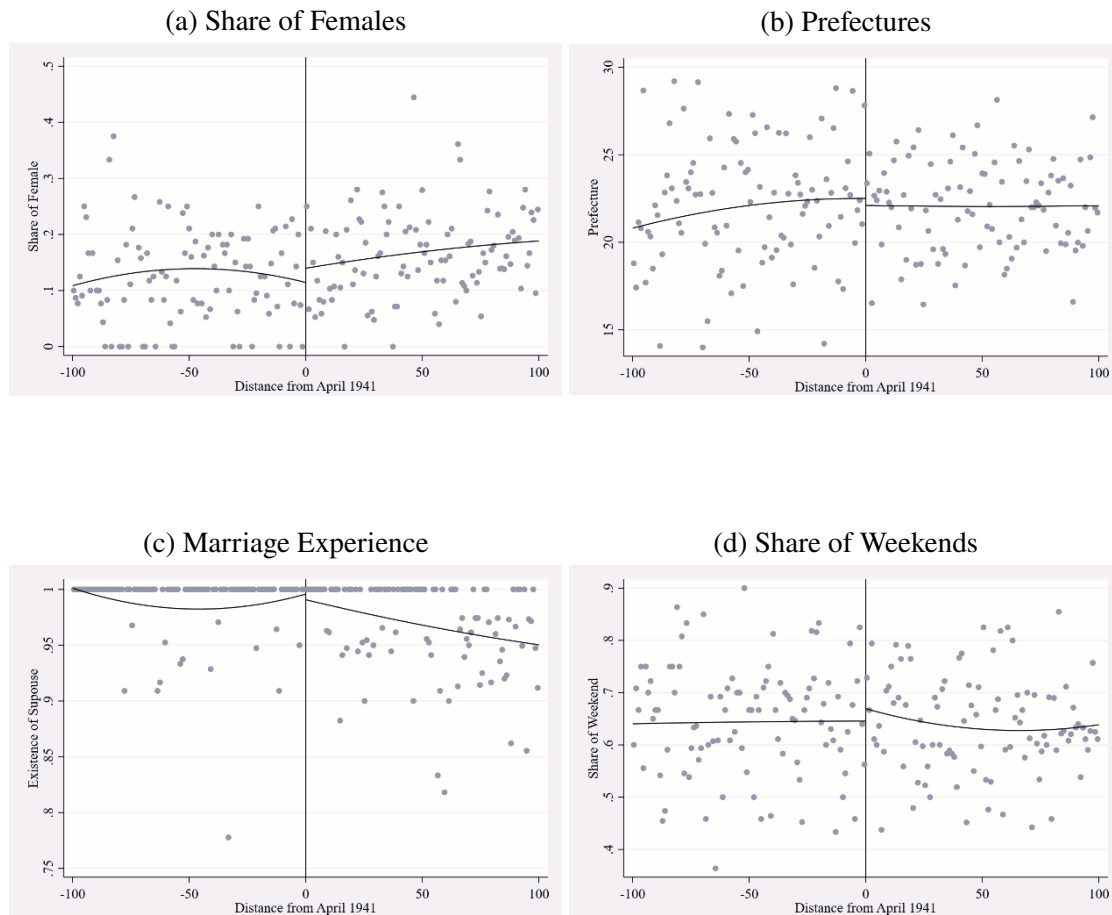 (a) Share of Females
.5
.4
.3
.2
.1
0
Share of Female
-100 -50 0 50 100
Distance from April 1941
(b) Prefectures
30
25
20
15
Prefecture
-100 -50 0 50 100
Distance from April 1941
(c) Marriage Experience
1
.95
.9
.85
.8
.75
Existence of Supouse
-100 -50 0 50 100
Distance from April 1941
(d) Share of Weekends
.9
.8
.7
.6
.5
.4
Share of Weekend
-100 -50 0 50 100
Distance from April 1941